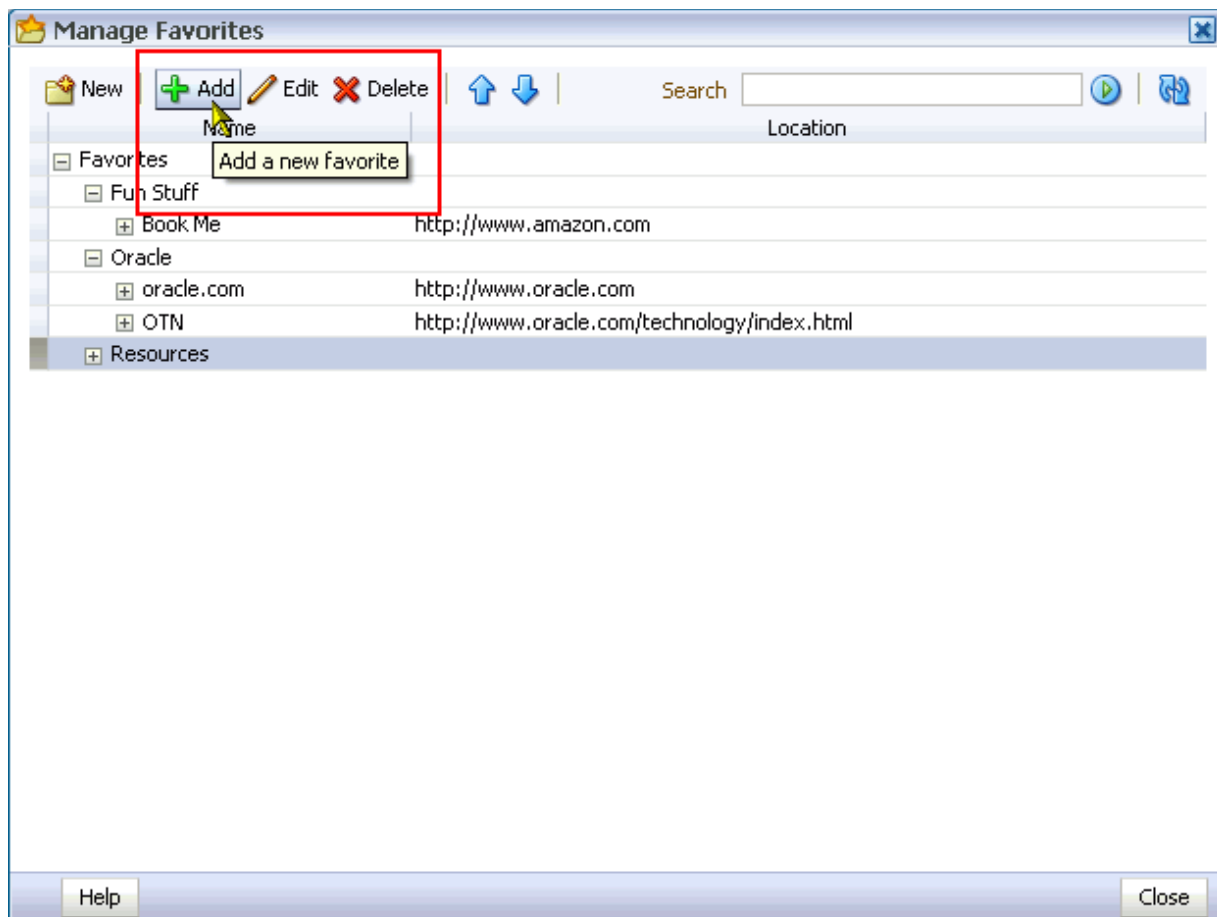 Manage Favorites
New Add Edit Delete Search
Name Location
Favorites Add a new favorite
Fun Stuff
Book Me http://www.amazon.com
Oracle
oracle.com http://www.oracle.com
OTN http://www.oracle.com/technology/index.html
Resources
Help Close